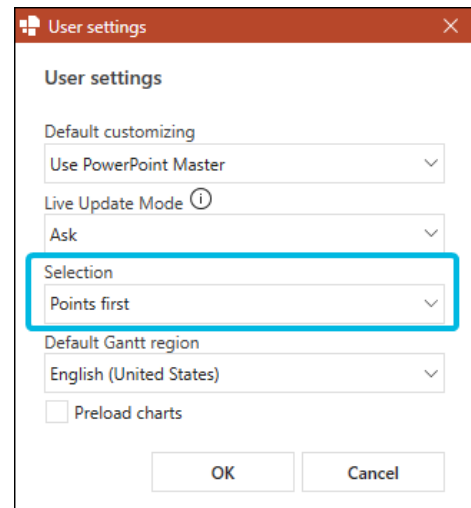 User settings
User settings
Default customizing
Use PowerPoint Master
Live Update Mode
Ask
Selection
Points first
Default Gantt region
English (United States)
Preload charts
OK Cancel